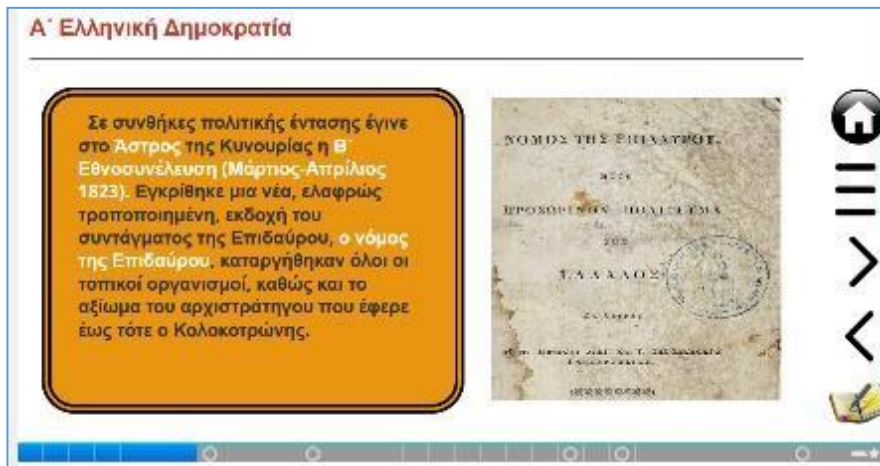 Α΄ Ελληνική Δημοκρατία
Σε συνθήκες πολιτικής έντασης έγινε
στο Άστρος της Κυνουρίας η Β΄
Εθνοσυνέλευση (Μάρτιος-Απρίλιος
1823). Εγκρίθηκε μια νέα, ελαφρώς
τροποποιημένη, εκδοχή του
συντάγματος της Επιδαύρου, ο νόμος
της Επιδαύρου, καταργήθηκαν όλοι οι
τοπικοί οργανισμοί, καθώς και το
αξίωμα του αρχιστράτηγου που έφερε
έως τότε ο Κολοκοτρώνης.
ΝΟΜΟΣ ΤΗΣ ΕΠΙΔΑΥΡΟΥ.
ΗΤΟΙ
ΠΡΟΣΩΡΙΝΟΝ ΠΟΛΙΤΕΥΜΑ
ΤΗΣ
ΕΛΛΑΔΟΣ